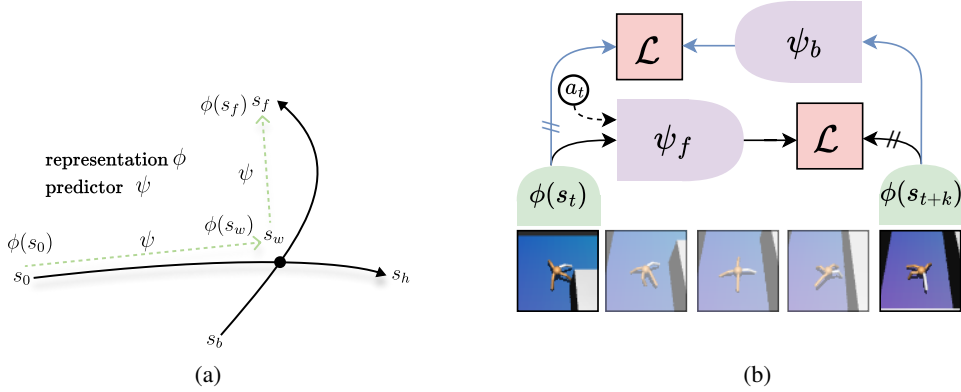 ϕ(s_f) s_f
representation ϕ
predictor ψ
ψ
ϕ(s_0)
ψ
ϕ(s_w)
s_w
s_0
s_h
s_b
(a)
ℒ
ψ_b
a_t
ψ_f
ℒ
ϕ(s_t)
ϕ(s_{t+k})
(b)